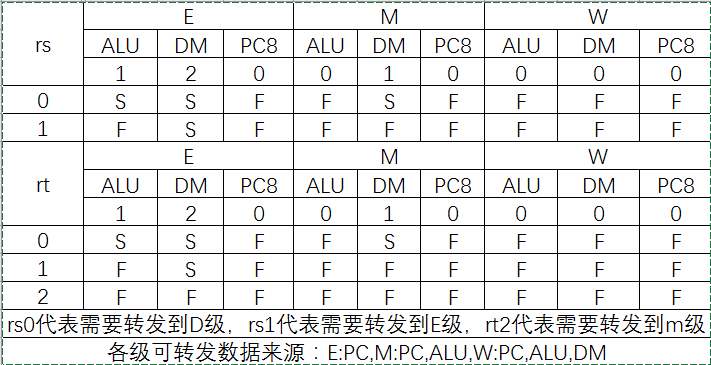 rs E M W
ALU DM PC8 ALU DM PC8 ALU DM PC8
1 2 0 0 1 0 0 0 0
0 S S F F S F F F F
1 F S F F F F F F F
rt E M W
ALU DM PC8 ALU DM PC8 ALU DM PC8
1 2 0 0 1 0 0 0 0
0 S S F F S F F F F
1 F S F F F F F F F
2 F F F F F F F F F
rs0代表需要转发到D级，rs1代表需要转发到E级，rt2代表需要转发到m级
各级可转发数据来源：E:PC,M:PC,ALU,W:PC,ALU,DM